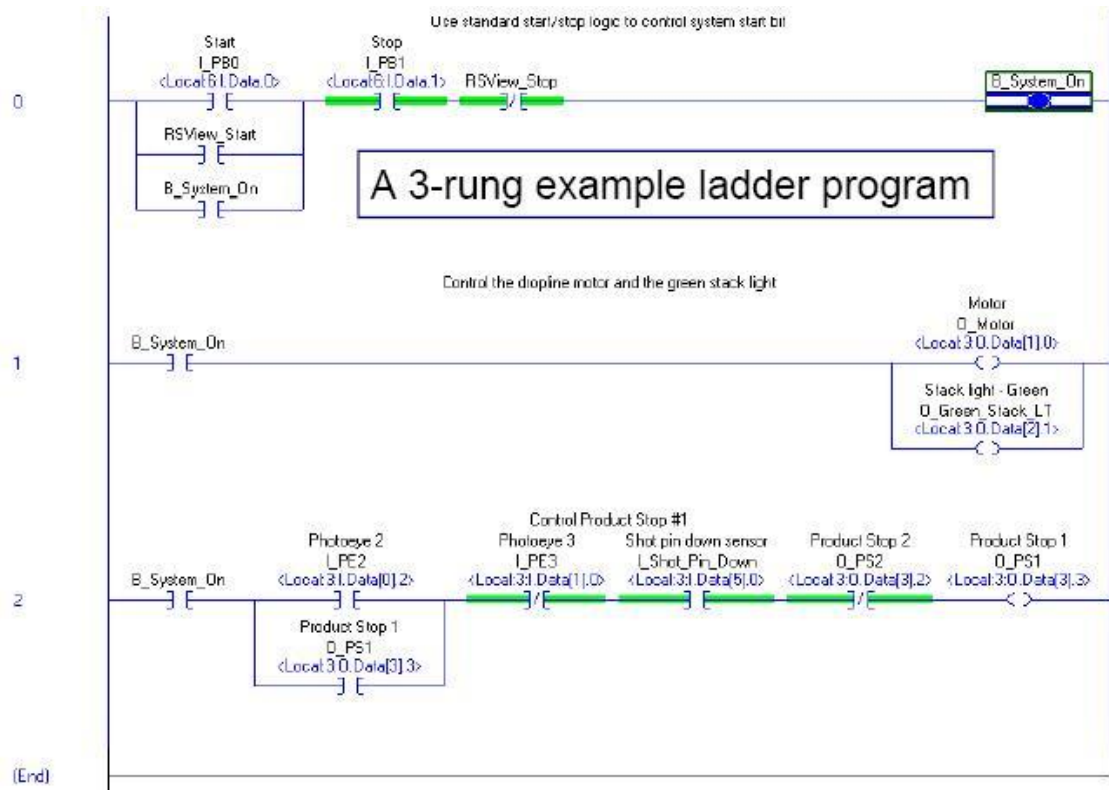 Use standard start/stop logic to control system start bit
Start
I_PB0
<Local:6:I.Data.0>
Stop
I_PB1
<Local:6:I.Data.1>
RSView_Stop
B_System_On
0
RSView_Start
B_System_On
A 3-rung example ladder program
Control the dropline motor and the green stack light
Motor
O_Motor
<Local:3:O.Data[1].0>
B_System_On
1
Stack light - Green
O_Green_Stack_LT
<Local:3:O.Data[2].1>
Control Product Stop #1
Photoeye 2
I_PE2
<Local:3:I.Data[0].2>
Photoeye 3
I_PE3
<Local:3:I.Data[1].0>
Shot pin down sensor
I_Shot_Pin_Down
<Local:3:I.Data[5].0>
Product Stop 2
O_PS2
<Local:3:O.Data[3].2>
Product Stop 1
O_PS1
<Local:3:O.Data[3].3>
B_System_On
2
Product Stop 1
O_PS1
<Local:3:O.Data[3].3>
(End)